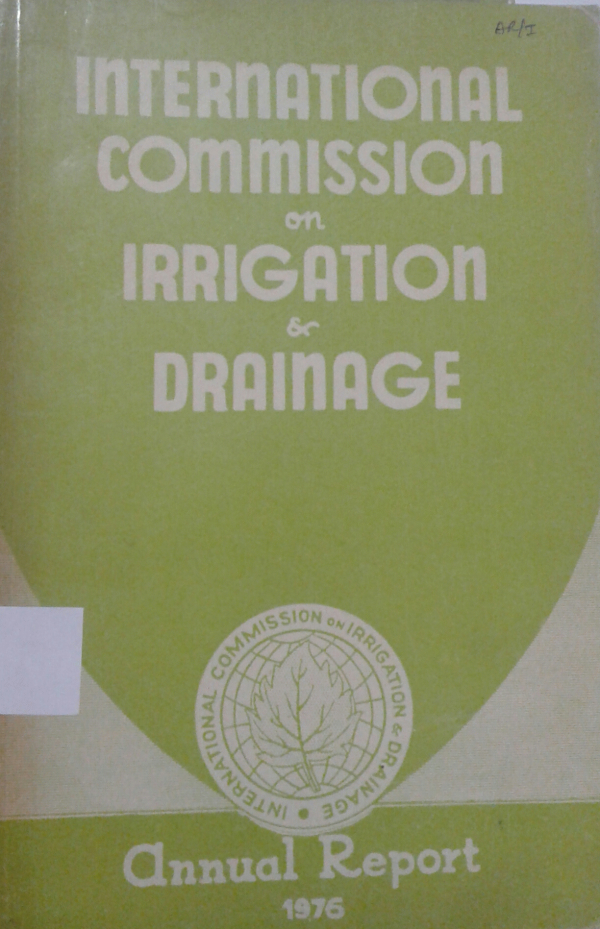 AR/I
INTERNATIONAL
COMMISSION
on
IRRIGATION
&
DRAINAGE
INTERNATIONAL COMMISSION ON IRRIGATION & DRAINAGE •
Annual Report
1976